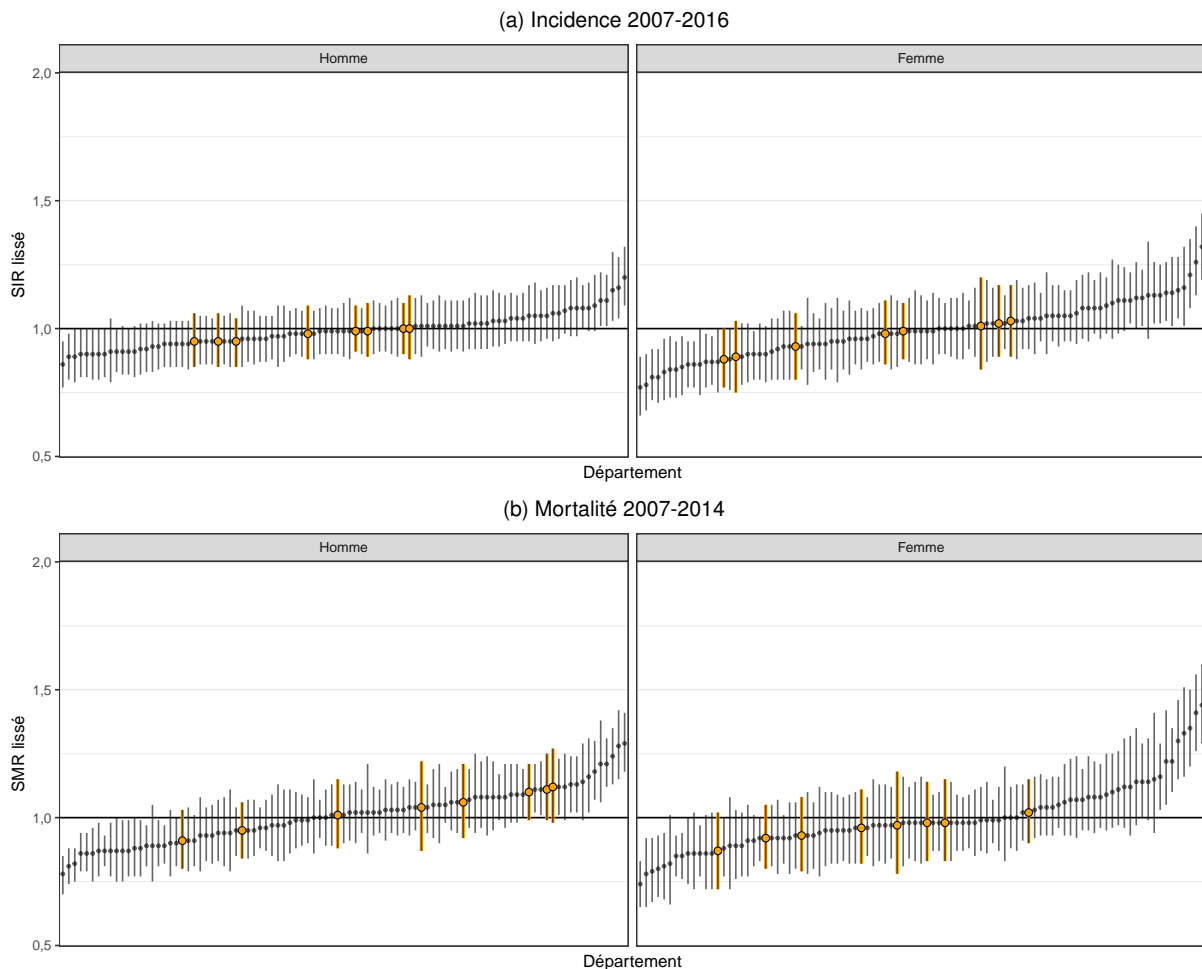 (a) Incidence 2007-2016
Homme
Femme
2,0
1,5
1,0
0,5
SIR lissé
Département
(b) Mortalité 2007-2014
Homme
Femme
2,0
1,5
1,0
0,5
SMR lissé
Département